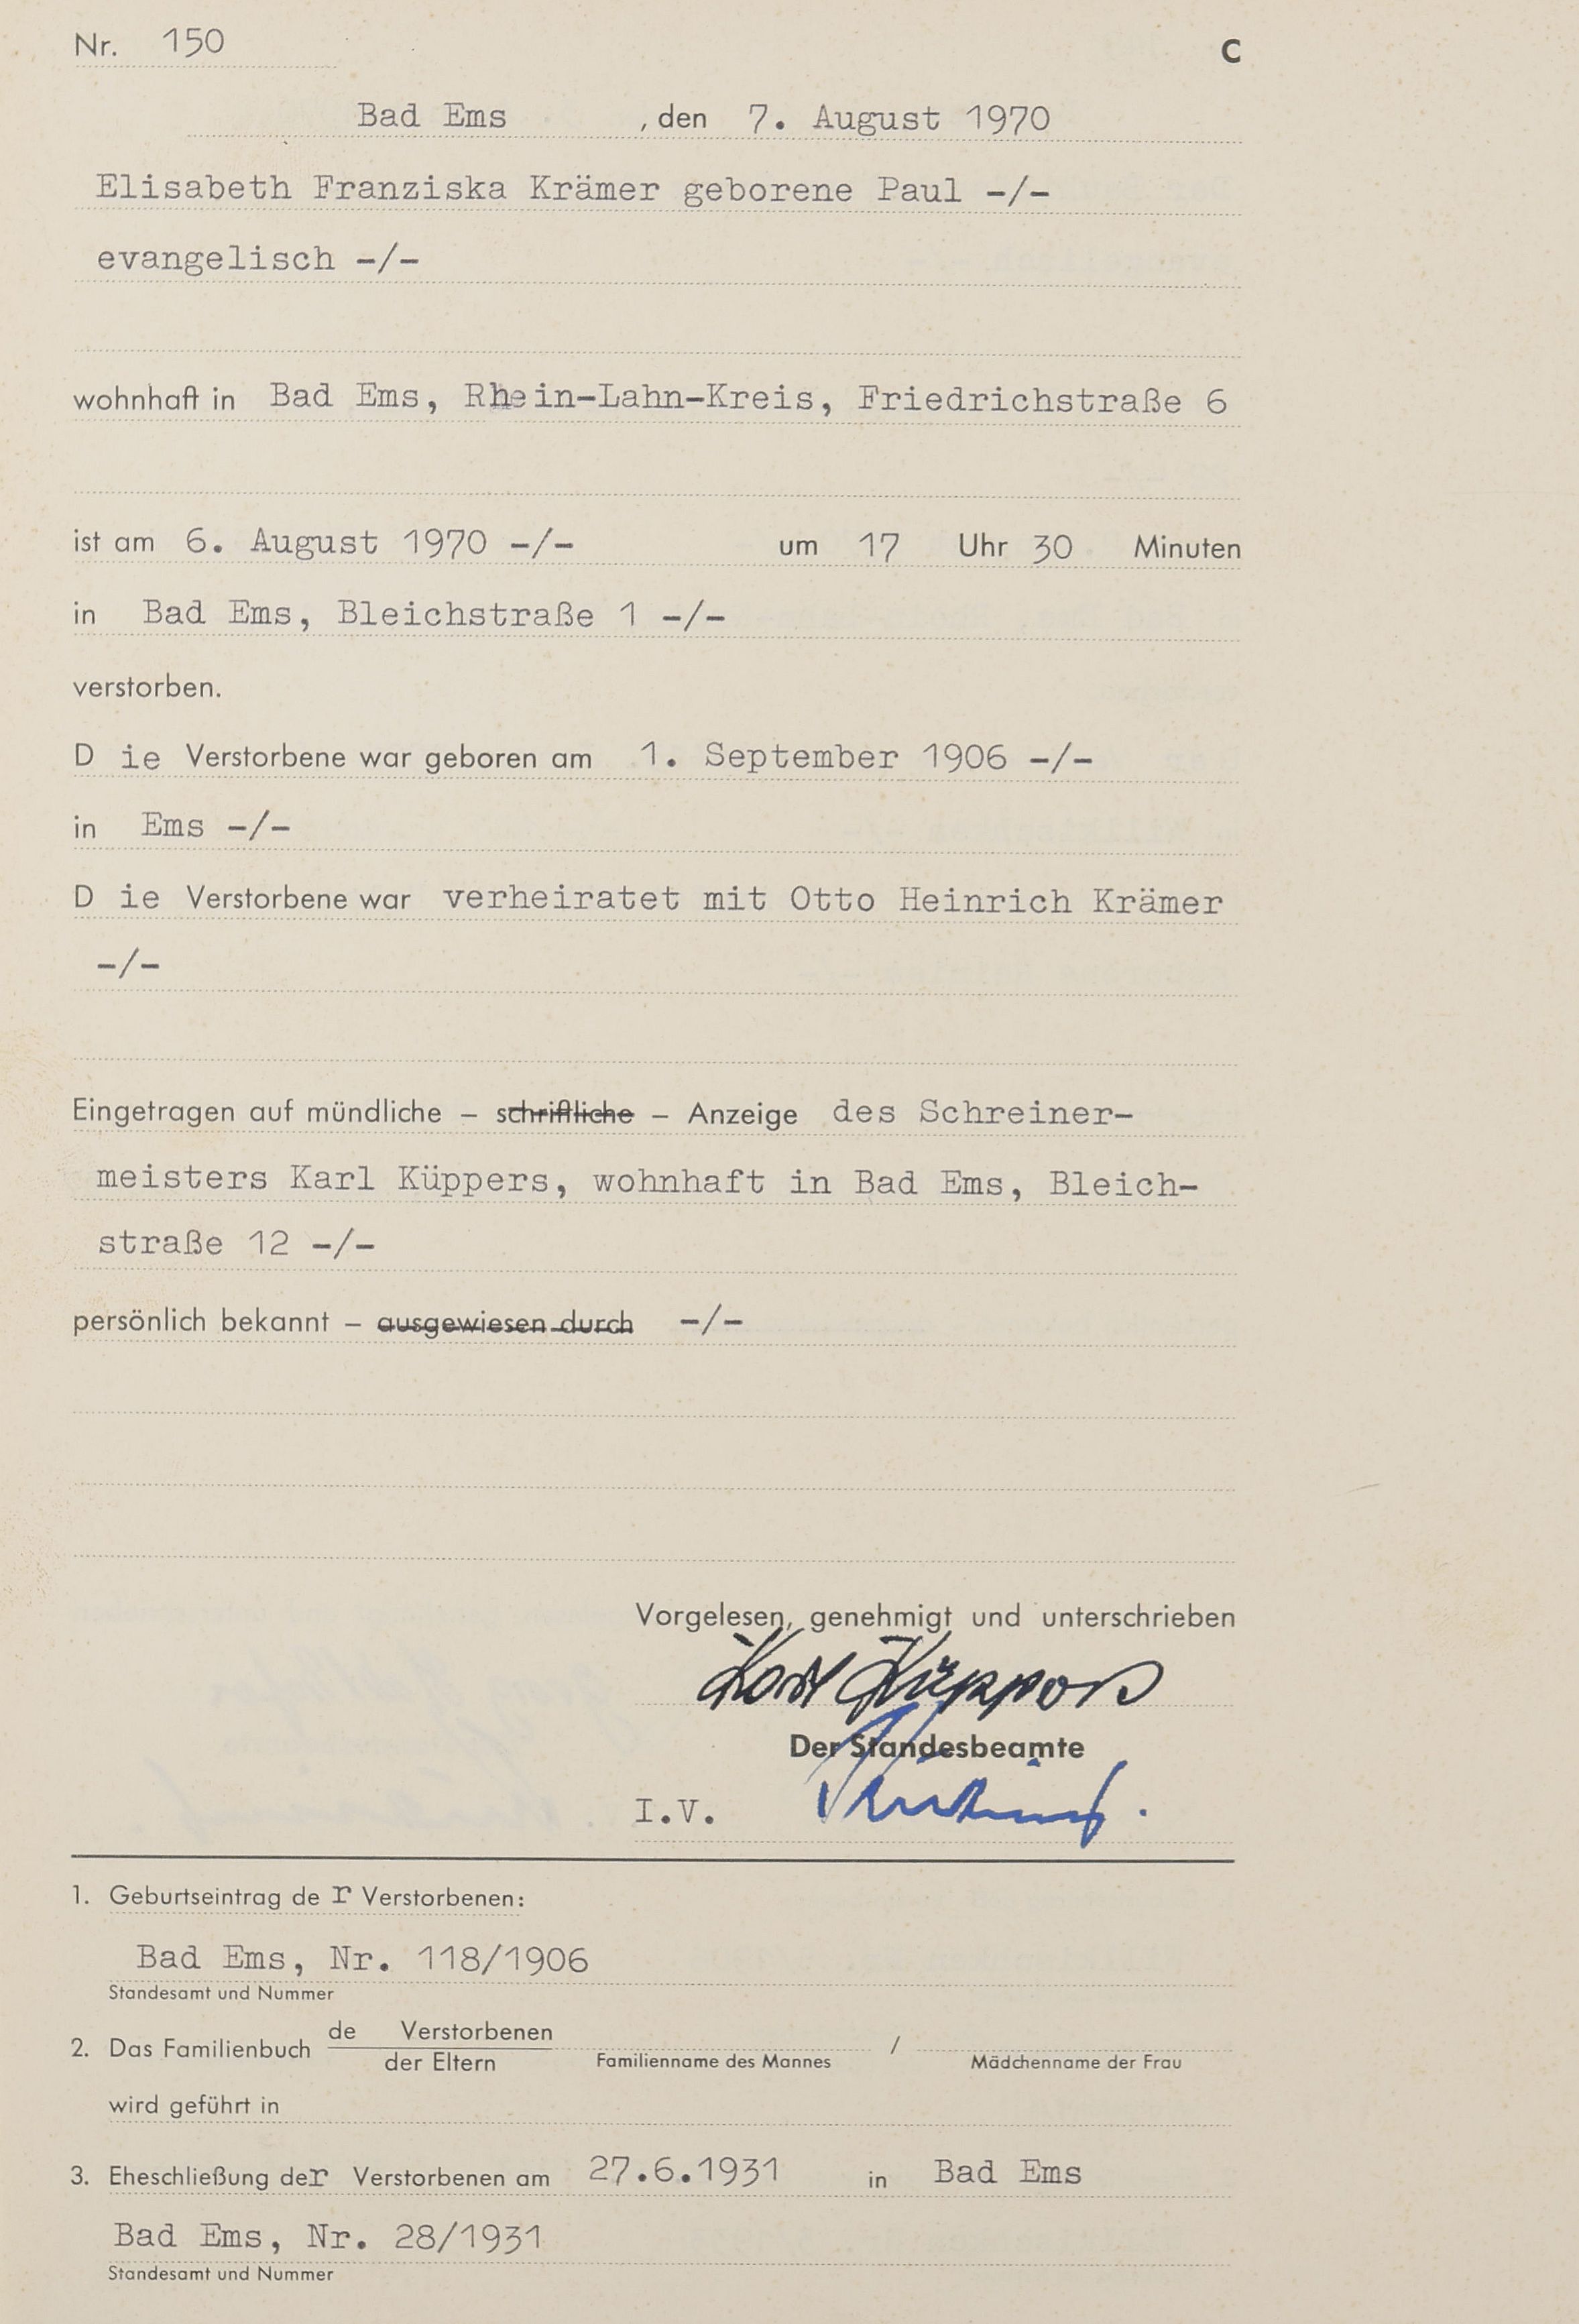 Nr. 150
C
Bad Ems , den 7. August 1970
Elisabeth Franziska Krämer geborene Paul -/-
evangelisch -/-
wohnhaft in Bad Ems, Rhein-Lahn-Kreis, Friedrichstraße 6
ist am 6. August 1970 -/- um 17 Uhr 30 Minuten
in Bad Ems, Bleichstraße 1 -/-
verstorben.
D ie Verstorbene war geboren am 1. September 1906 -/-
in Ems -/-
D ie Verstorbene war verheiratet mit Otto Heinrich Krämer
-/-
Eingetragen auf mündliche – schriftliche – Anzeige des Schreiner-
meisters Karl Küppers, wohnhaft in Bad Ems, Bleich-
straße 12 -/-
persönlich bekannt – ausgewiesen durch -/-
Vorgelesen, genehmigt und unterschrieben
Karl Küppers
Der Standesbeamte
I.V.
1. Geburtseintrag de r Verstorbenen:
Bad Ems, Nr. 118/1906
Standesamt und Nummer
2. Das Familienbuch de Verstorbenen
der Eltern Familienname des Mannes / Mädchenname der Frau
wird geführt in
3. Eheschließung der Verstorbenen am 27.6.1931 in Bad Ems
Bad Ems, Nr. 28/1931
Standesamt und Nummer